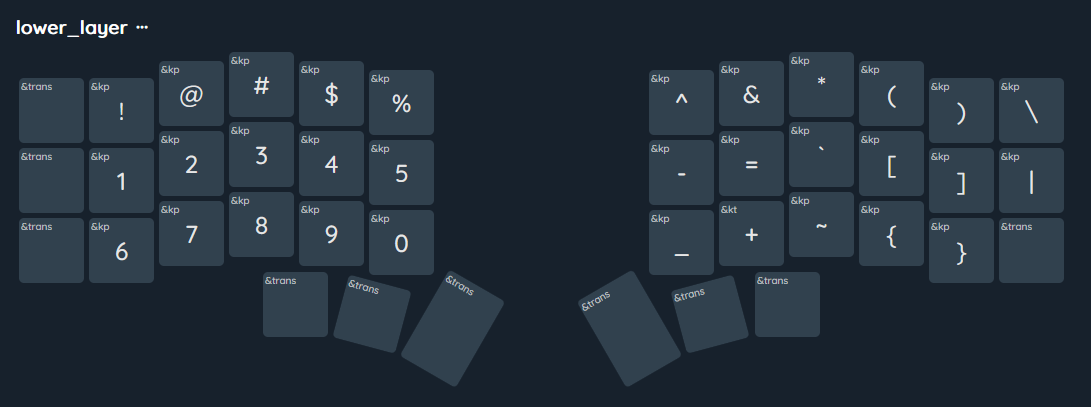 lower_layer ...
&trans &kp ! &kp @ &kp # &kp $ &kp % &kp ^ &kp & &kp * &kp ( &kp ) &kp \
&trans &kp 1 &kp 2 &kp 3 &kp 4 &kp 5 &kp - &kp = &kp ` &kp [ &kp ] &kp |
&trans &kp 6 &kp 7 &kp 8 &kp 9 &kp 0 &kp _ &kt + &kp ~ &kp { &kp } &trans
&trans &trans &trans &trans &trans &trans